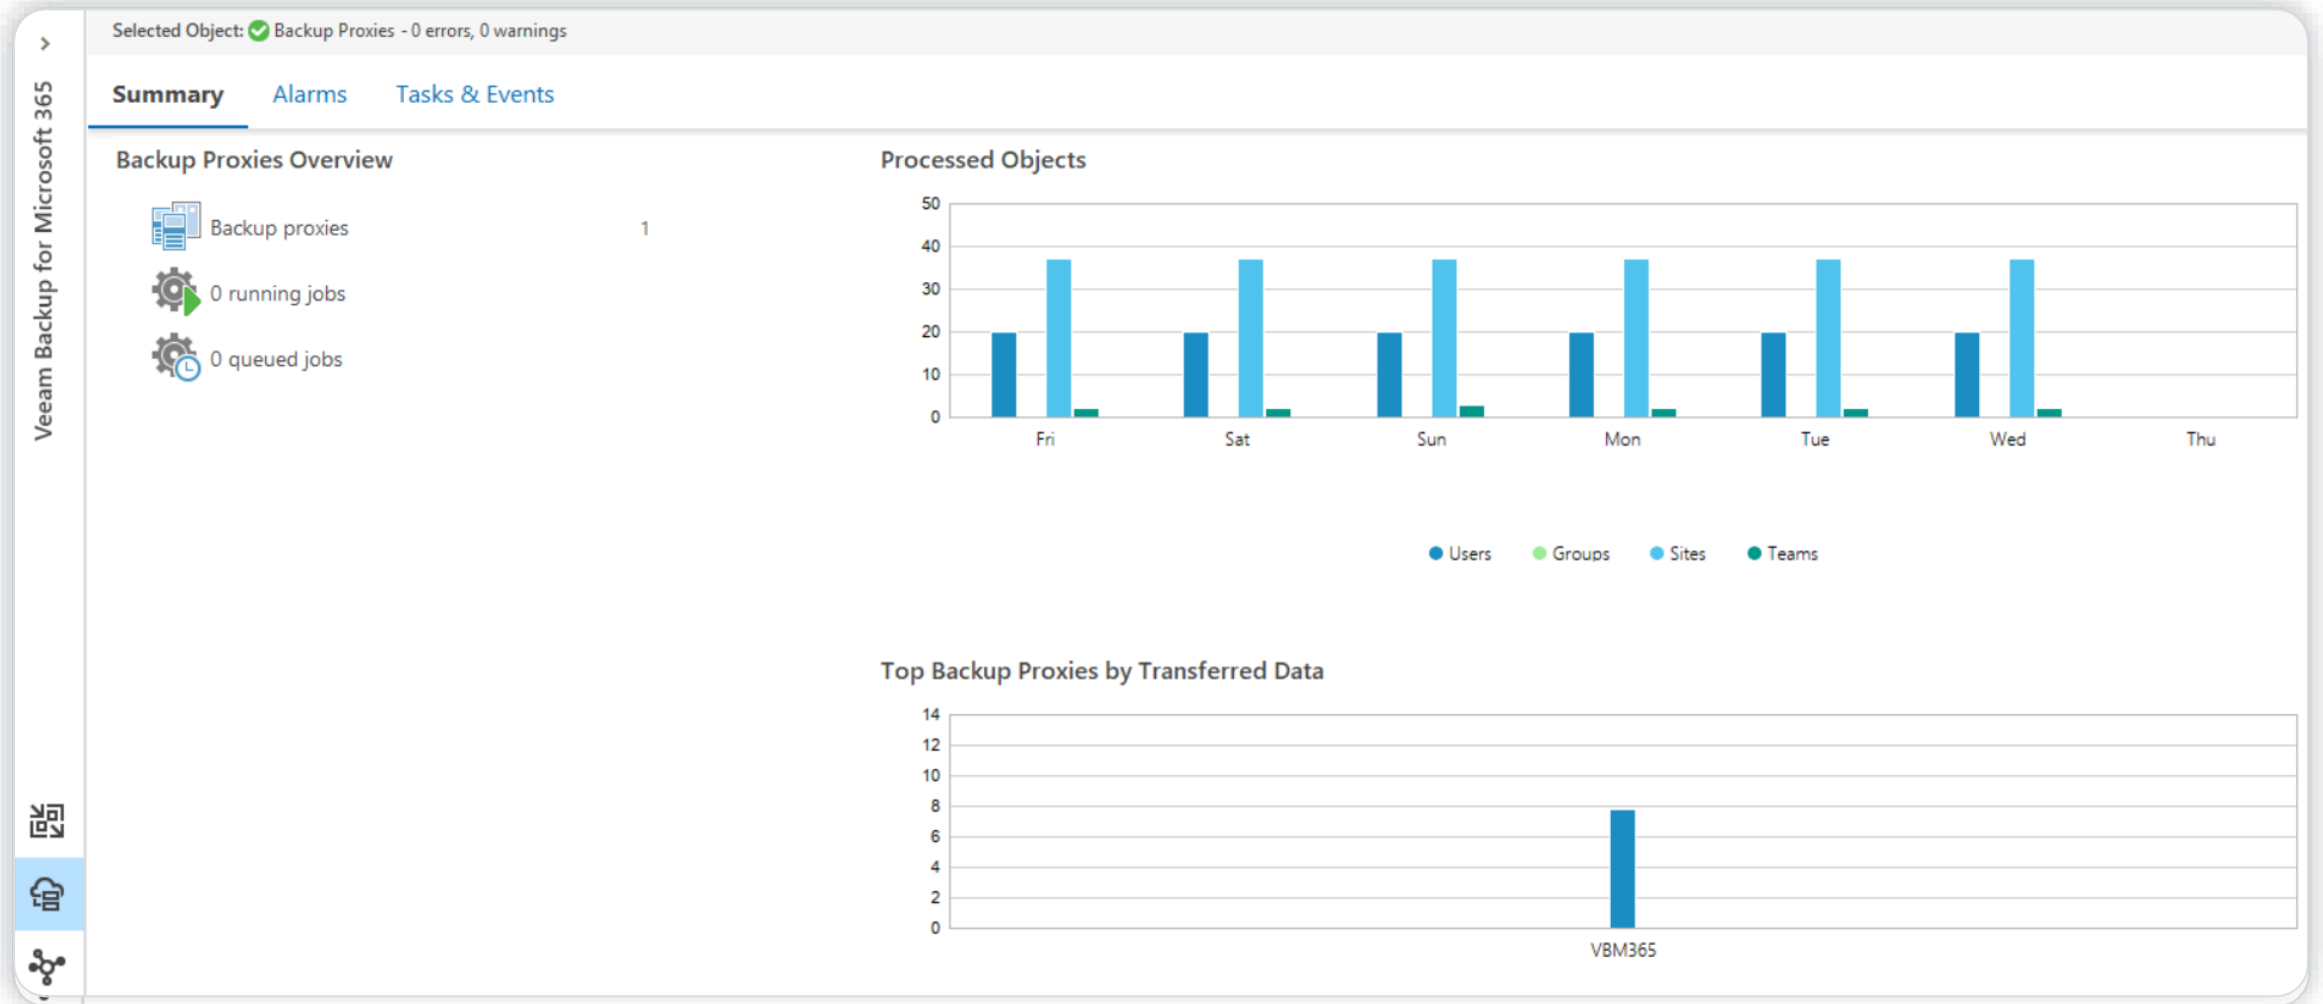 Selected Object: Backup Proxies - 0 errors, 0 warnings
Veeam Backup for Microsoft 365
Summary Alarms Tasks & Events
Backup Proxies Overview
Backup proxies 1
0 running jobs
0 queued jobs
Processed Objects
50
40
30
20
10
0
Fri Sat Sun Mon Tue Wed Thu
Users Groups Sites Teams
Top Backup Proxies by Transferred Data
14
12
10
8
6
4
2
0
VBM365